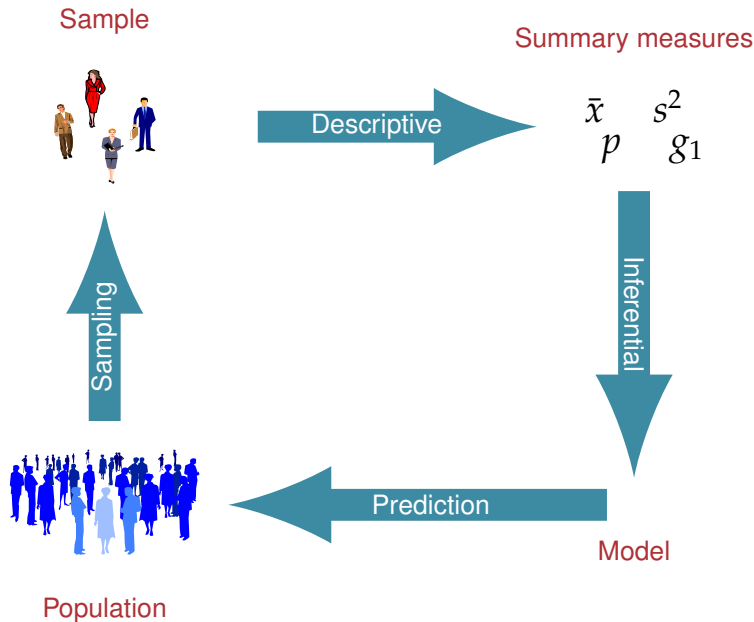 Sample
Summary measures
Descriptive
x̄ s²
p g₁
Sampling
Inferential
Prediction
Model
Population